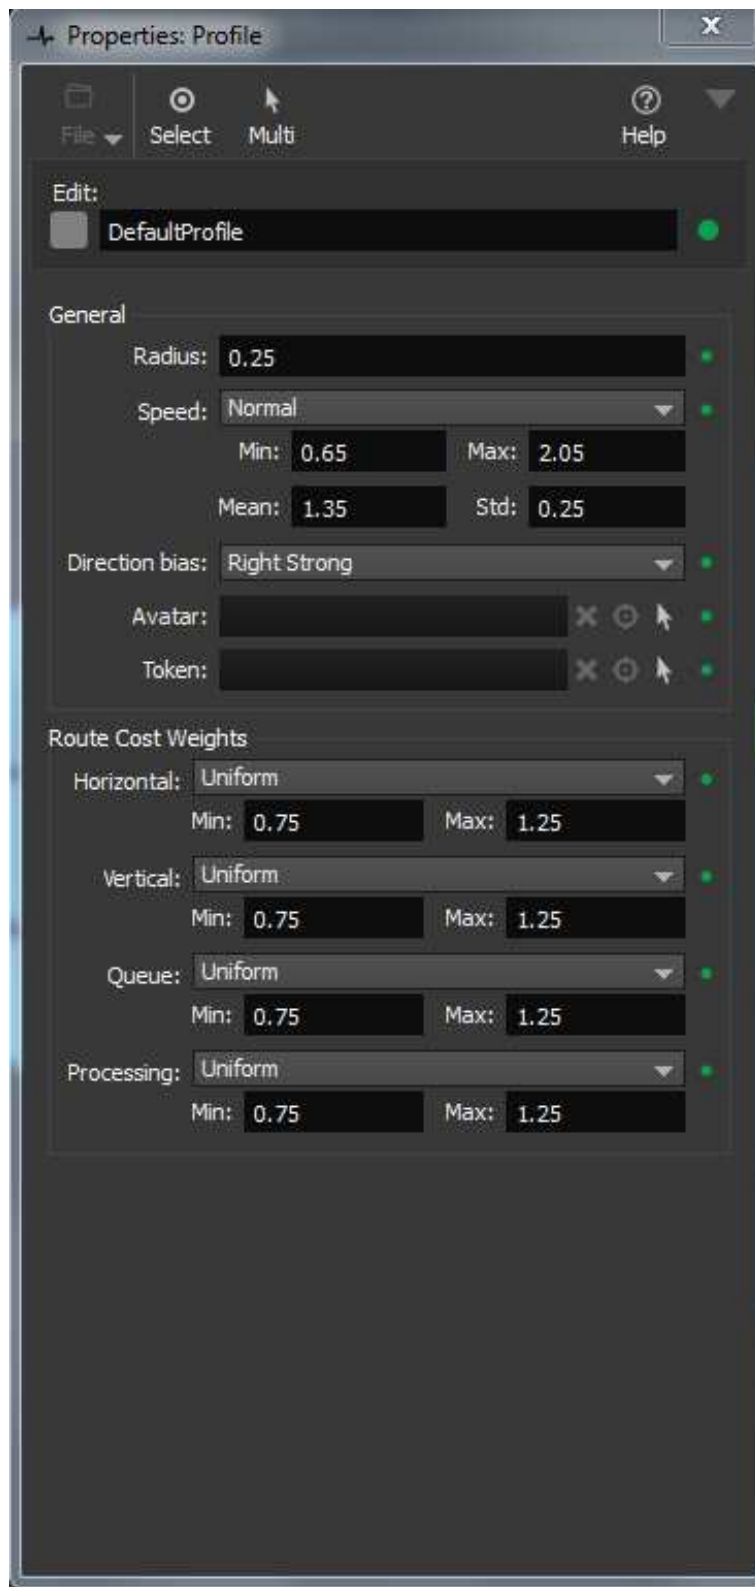 Properties: Profile
File Select Multi Help
Edit:
DefaultProfile
General
Radius: 0.25
Speed: Normal
Min: 0.65 Max: 2.05
Mean: 1.35 Std: 0.25
Direction bias: Right Strong
Avatar:
Token:
Route Cost Weights
Horizontal: Uniform
Min: 0.75 Max: 1.25
Vertical: Uniform
Min: 0.75 Max: 1.25
Queue: Uniform
Min: 0.75 Max: 1.25
Processing: Uniform
Min: 0.75 Max: 1.25